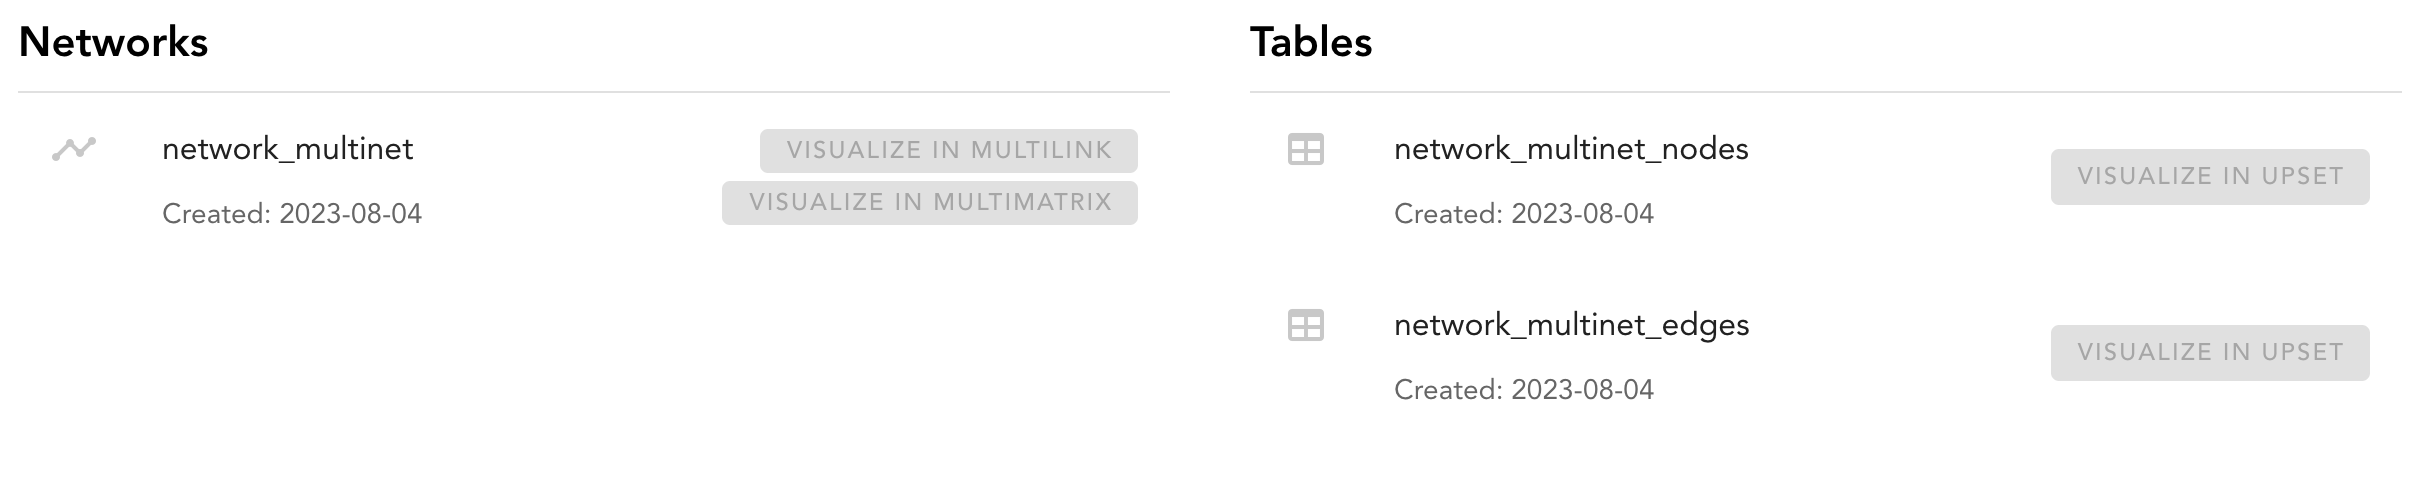 Networks
network_multinet
Created: 2023-08-04
VISUALIZE IN MULTILINK
VISUALIZE IN MULTIMATRIX
Tables
network_multinet_nodes
Created: 2023-08-04
VISUALIZE IN UPSET
network_multinet_edges
Created: 2023-08-04
VISUALIZE IN UPSET